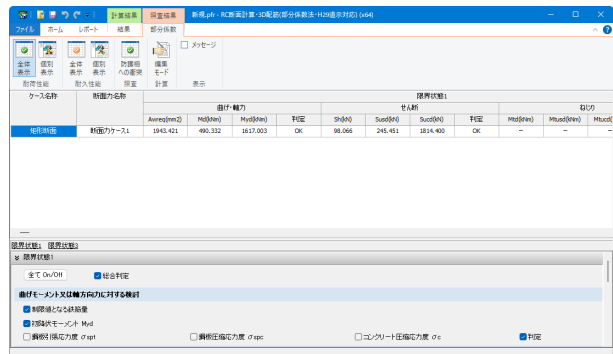 計算結果 照査結果 新規.pfr - RC断面計算・3D配筋(部分係数法・H29道示対応) (x64)
ファイル ホーム レポート 結果 部分係数
全体表示 個別表示 全体表示 個別表示 防護柵への衝突 編集モード メッセージ
耐荷性能 耐久性能 照査 計算 表示
ケース名称 断面力名称 限界状態1
曲げ・軸力 せん断 ねじり
Awreq(mm2) Md(kNm) Myd(kNm) 判定 Sh(kN) Susd(kN) Sucd(kN) 判定 Mtd(kNm) Mtusd(kNm) Mtucd(
矩形断面 断面力ケース1 1943.421 490.332 1617.003 OK 98.066 245.451 1814.400 OK - -
限界状態1 限界状態3
限界状態1
全て On/Off 総合判定
曲げモーメント又は軸方向力に対する検討
制限値となる鉄筋量
初降伏モーメント Myd
鋼板引張応力度 σspt 鋼板圧縮応力度 σspc コンクリート圧縮応力度 σc 判定